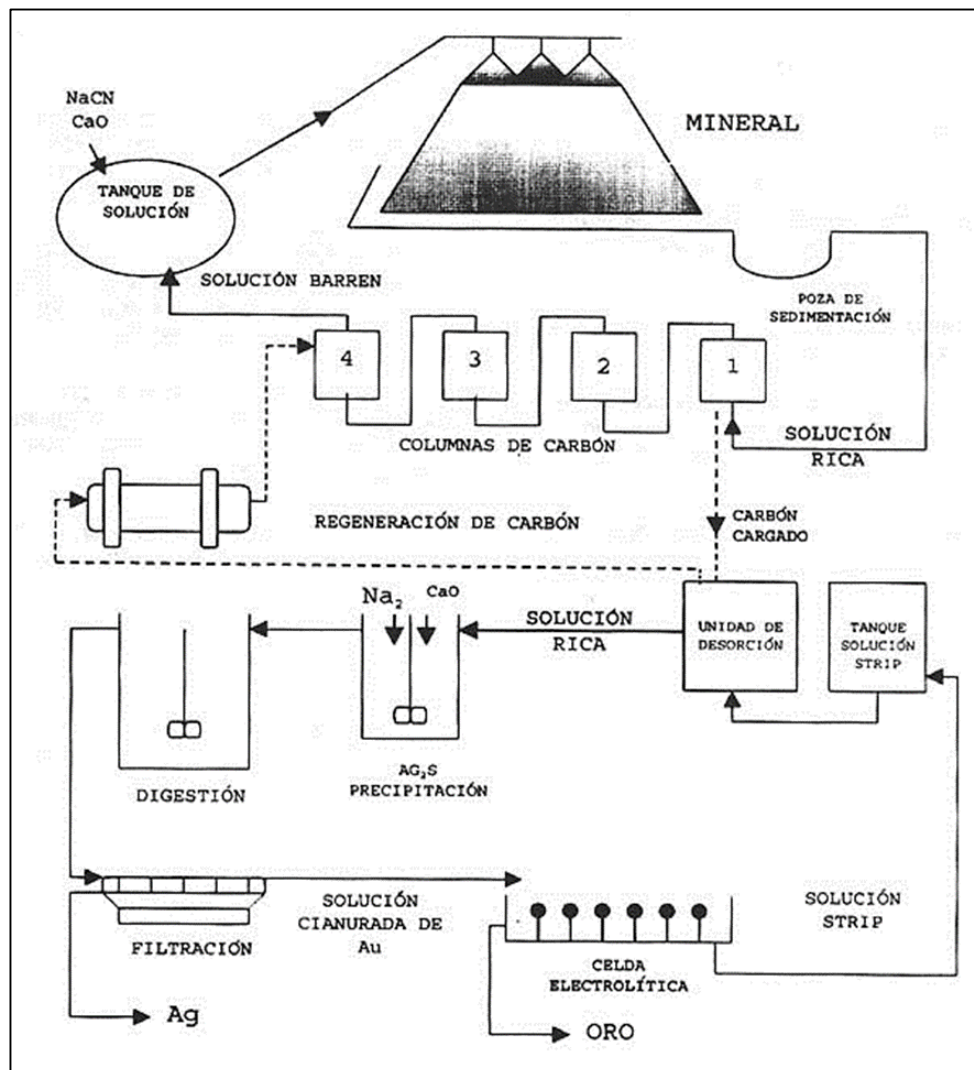 NaCN
CaO
TANQUE DE
SOLUCIÓN
MINERAL
SOLUCIÓN BARREN
POZA DE
SEDIMENTACIÓN
4
3
2
1
COLUMNAS DE CARBÓN
SOLUCIÓN
RICA
REGENERACIÓN DE CARBÓN
CARBÓN
CARGADO
Na₂
CaO
SOLUCIÓN
RICA
UNIDAD DE
DESORCIÓN
TANQUE
SOLUCIÓN
STRIP
DIGESTIÓN
AG₂S
PRECIPITACIÓN
FILTRACIÓN
SOLUCIÓN
CIANURADA DE
Au
CELDA
ELECTROLÍTICA
SOLUCIÓN
STRIP
Ag
ORO